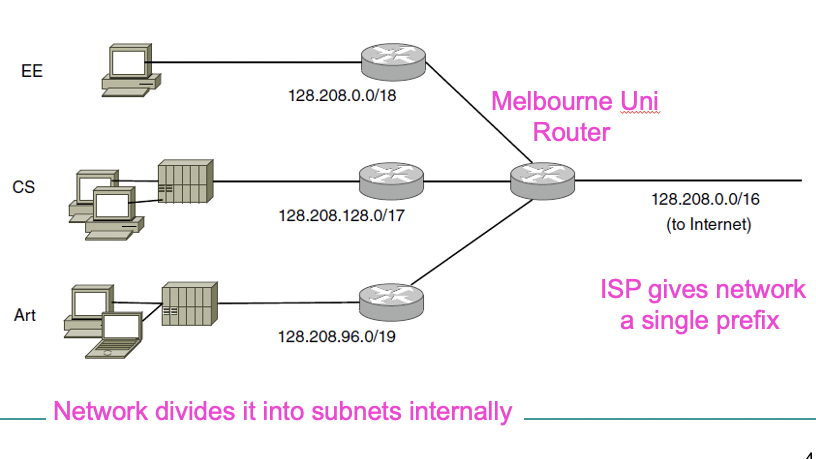 EE
128.208.0.0/18
Melbourne Uni
Router
CS
128.208.128.0/17
128.208.0.0/16
(to Internet)
Art
128.208.96.0/19
ISP gives network
a single prefix
Network divides it into subnets internally